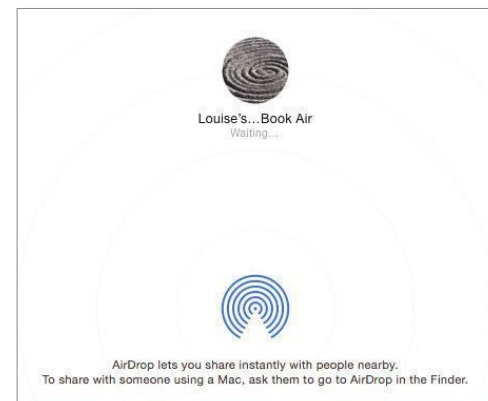 Louise's...Book Air
Waiting...
AirDrop lets you share instantly with people nearby.
To share with someone using a Mac, ask them to go to AirDrop in the Finder.